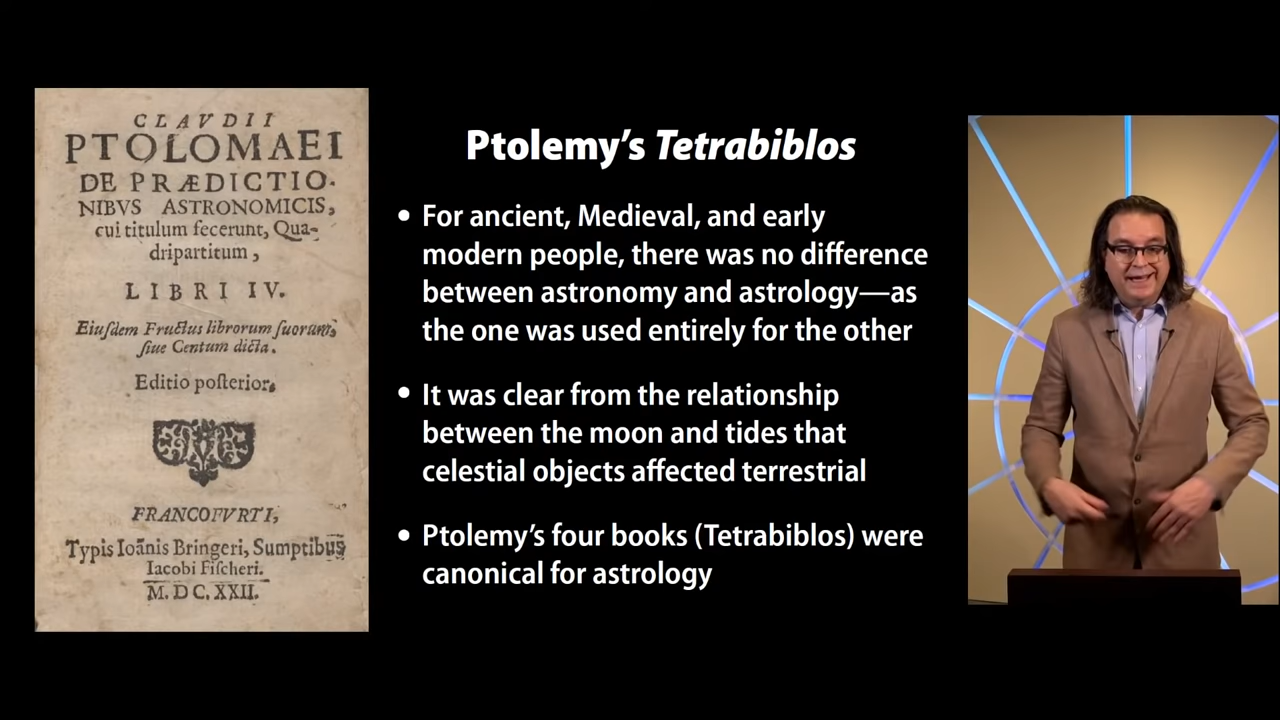 CLAVDII
PTOLOMAEI
DE PRÆDICTIO-
NIBVS ASTRONOMICIS,
cui titulum fecerunt, Qua-
dripartitum,
LIBRI IV.
Eiuſdem Fructus librorum ſuorum,
ſiue Centum dicta.
Editio poſterior.
FRANCOFVRTI,
Typis Ioānis Bringeri, Sumptibus
Iacobi Fiſcheri.
M. D C. XXII.
Ptolemy's Tetrabiblos
• For ancient, Medieval, and early
modern people, there was no difference
between astronomy and astrology—as
the one was used entirely for the other
• It was clear from the relationship
between the moon and tides that
celestial objects affected terrestrial
• Ptolemy's four books (Tetrabiblos) were
canonical for astrology